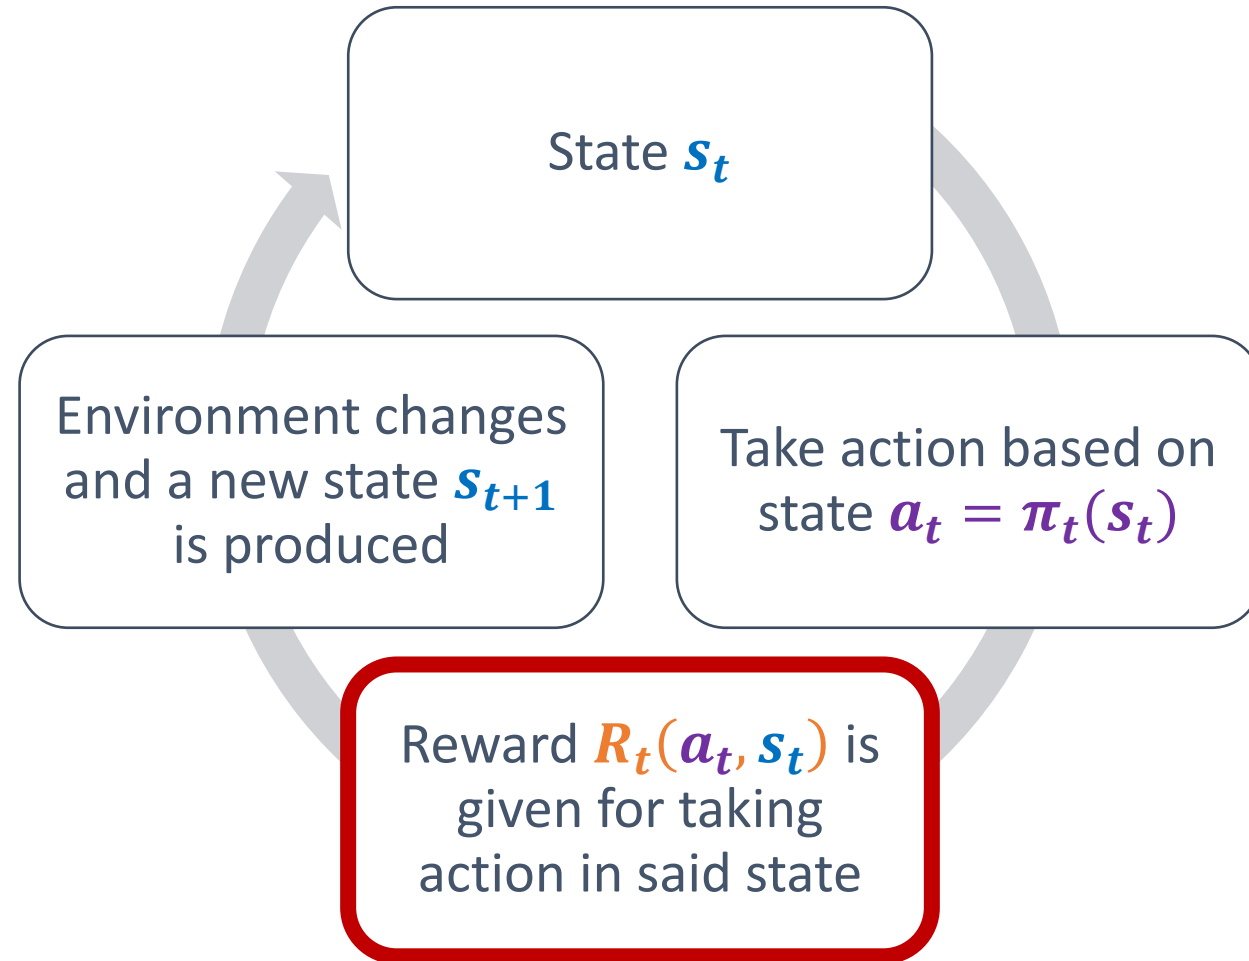 State sₜ
Take action based on
state aₜ = πₜ(sₜ)
Reward Rₜ(aₜ, sₜ) is
given for taking
action in said state
Environment changes
and a new state sₜ₊₁
is produced